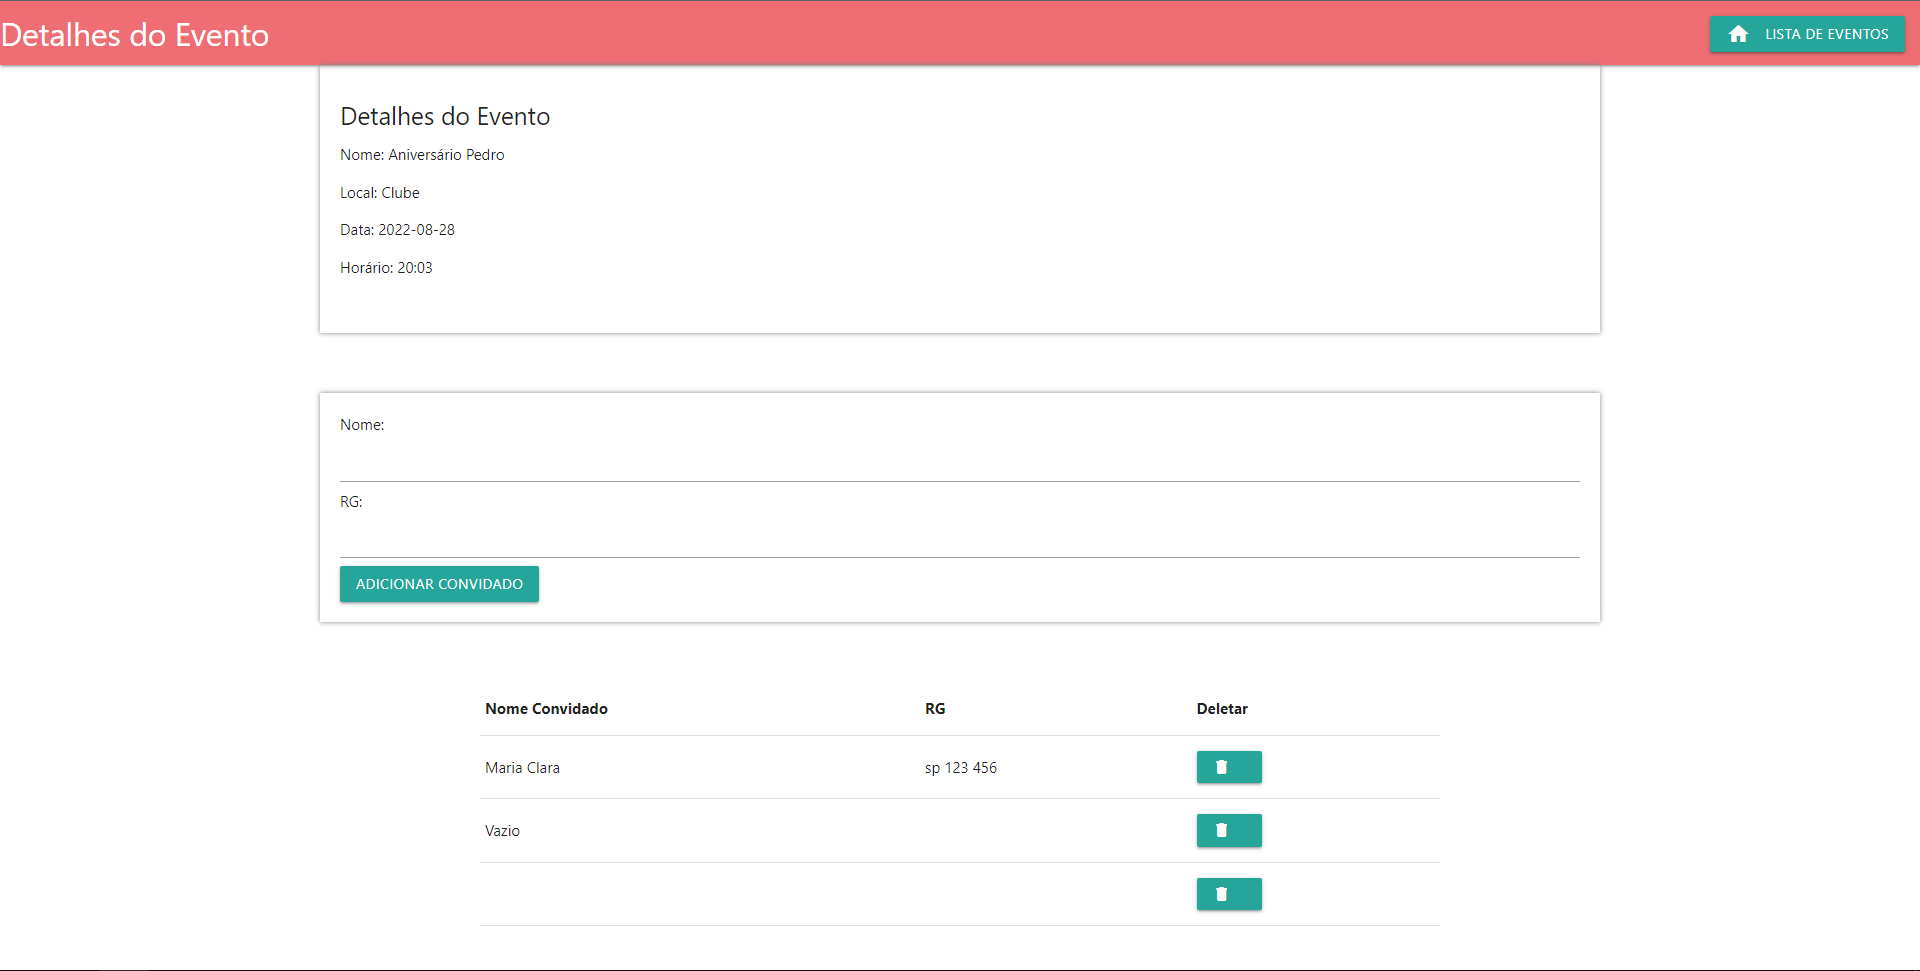 Detalhes do Evento
LISTA DE EVENTOS
Detalhes do Evento
Nome: Aniversário Pedro
Local: Clube
Data: 2022-08-28
Horário: 20:03
Nome:
RG:
ADICIONAR CONVIDADO
Nome Convidado RG Deletar
Maria Clara sp 123 456
Vazio